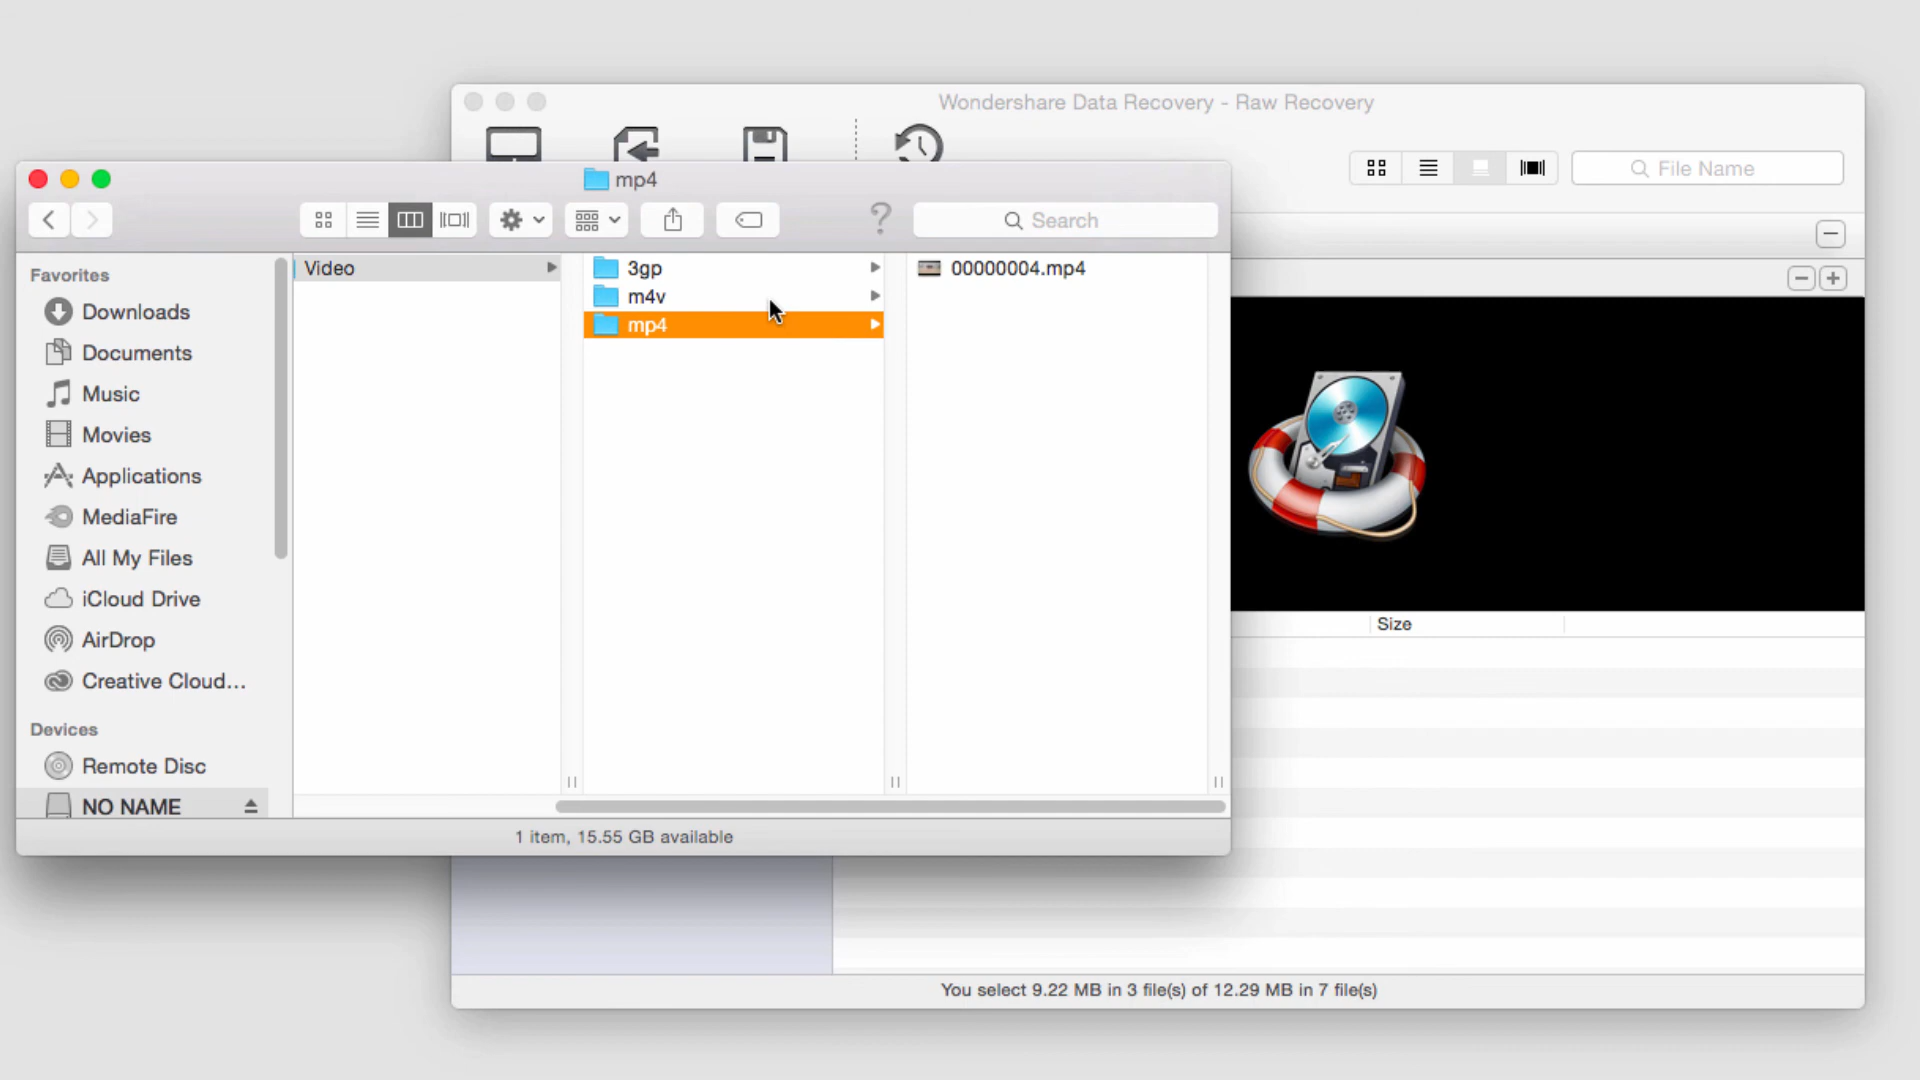 Wondershare Data Recovery - Raw Recovery
File Name
mp4
Search
Favorites
Downloads
Documents
Music
Movies
Applications
MediaFire
All My Files
iCloud Drive
AirDrop
Creative Cloud...
Devices
Remote Disc
NO NAME
Video
3gp
m4v
mp4
00000004.mp4
1 item, 15.55 GB available
Size
You select 9.22 MB in 3 file(s) of 12.29 MB in 7 file(s)